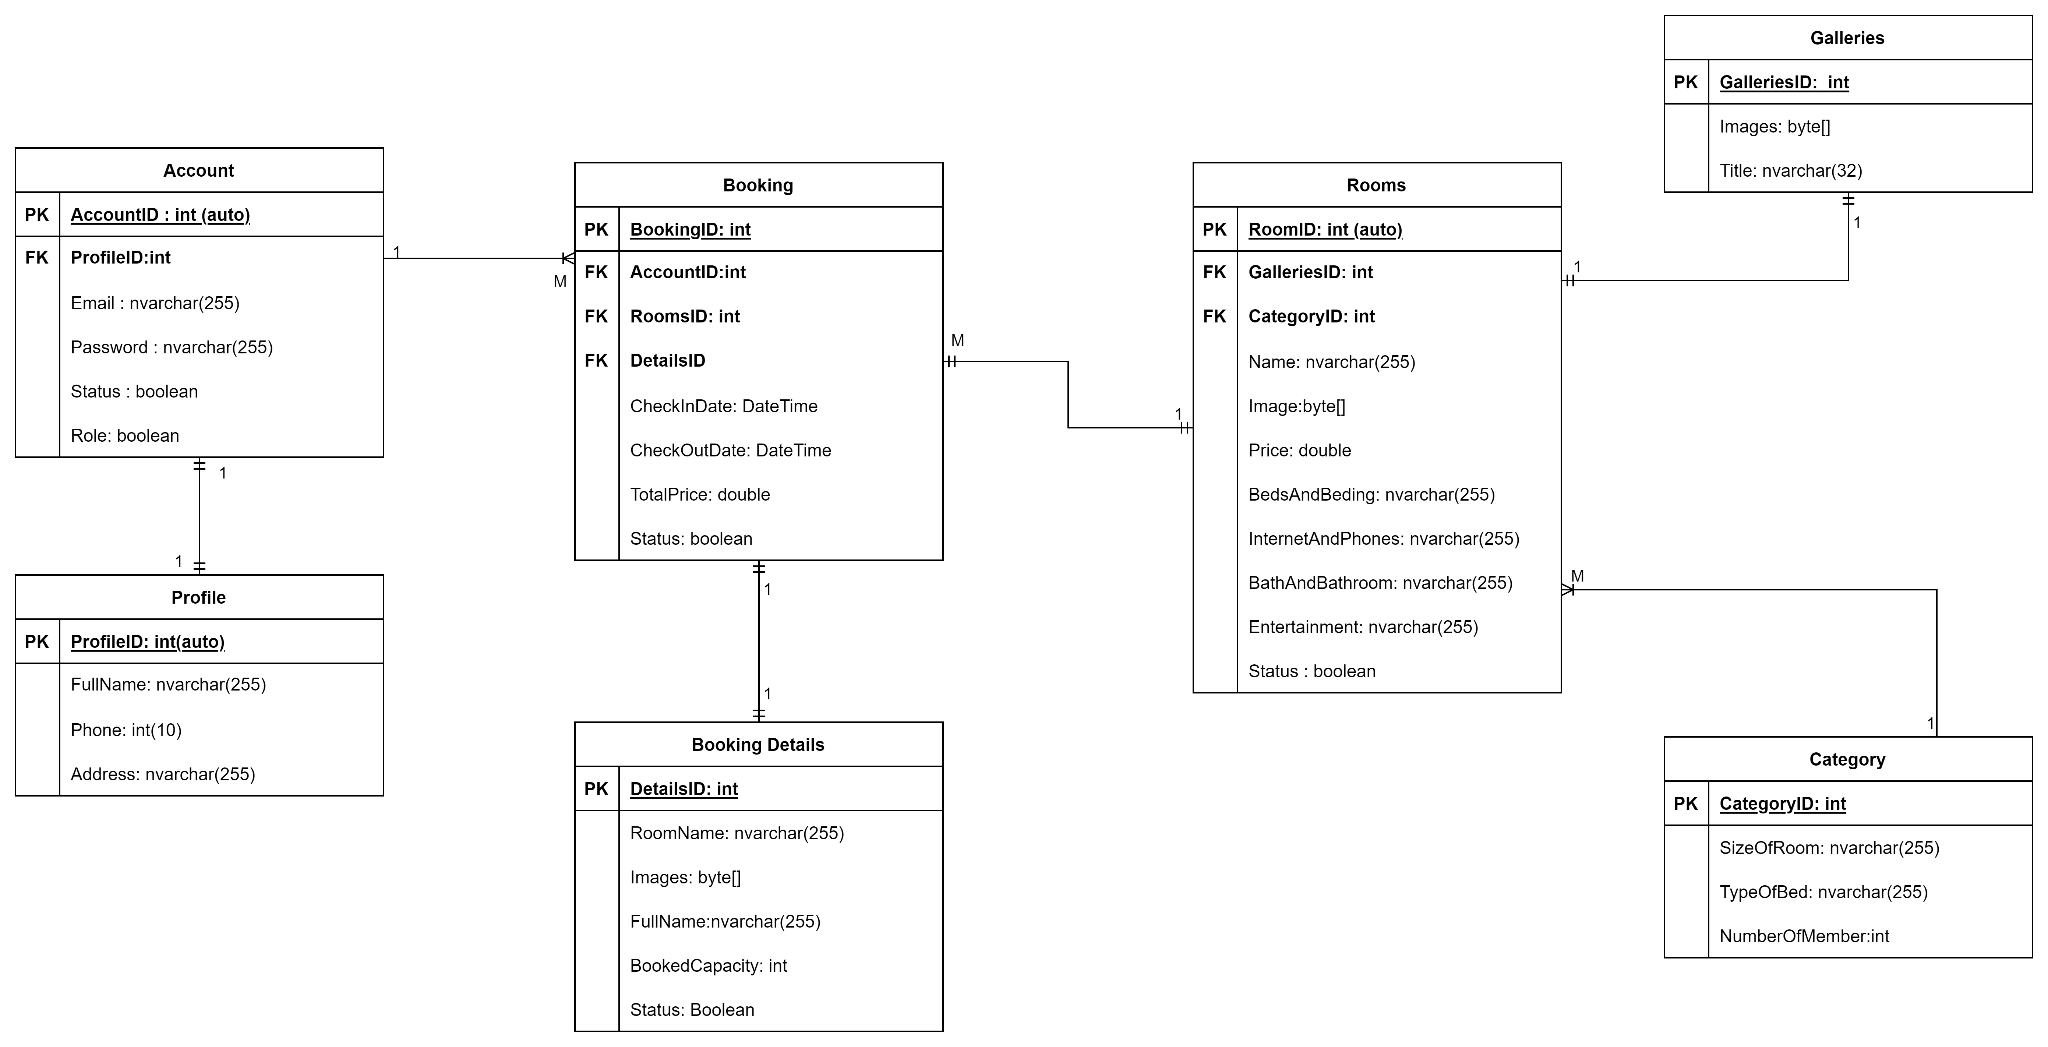 Galleries
PK GalleriesID: int
Images: byte[]
Title: nvarchar(32)
1
1
Account
PK AccountID : int (auto)
FK ProfileID:int
Email : nvarchar(255)
Password : nvarchar(255)
Status : boolean
Role: boolean
1
M
1
1
Profile
PK ProfileID: int(auto)
FullName: nvarchar(255)
Phone: int(10)
Address: nvarchar(255)
Booking
PK BookingID: int
FK AccountID:int
FK RoomsID: int
FK DetailsID
CheckInDate: DateTime
CheckOutDate: DateTime
TotalPrice: double
Status: boolean
M
1
1
1
Booking Details
PK DetailsID: int
RoomName: nvarchar(255)
Images: byte[]
FullName:nvarchar(255)
BookedCapacity: int
Status: Boolean
Rooms
PK RoomID: int (auto)
FK GalleriesID: int
FK CategoryID: int
Name: nvarchar(255)
Image:byte[]
Price: double
BedsAndBeding: nvarchar(255)
InternetAndPhones: nvarchar(255)
BathAndBathroom: nvarchar(255)
Entertainment: nvarchar(255)
Status : boolean
M
1
Category
PK CategoryID: int
SizeOfRoom: nvarchar(255)
TypeOfBed: nvarchar(255)
NumberOfMember:int